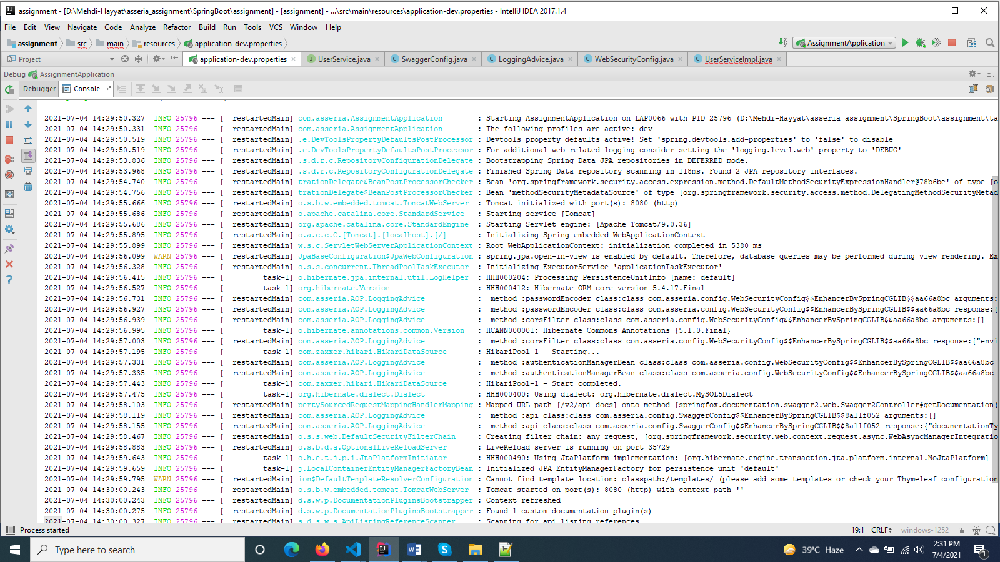 assignment - [D:\Mehdi-Hayyat\asseria_assignment\SpringBoot\assignment] - [assignment] - ...\src\main\resources\application-dev.properties - IntelliJ IDEA 2017.1.4
File Edit View Navigate Code Analyze Refactor Build Run Tools VCS Window Help
assignment src main resources application-dev.properties AssignmentApplication
Project application-dev.properties UserService.java SwaggerConfig.java LoggingAdvice.java WebSecurityConfig.java UserServiceImpl.java
Debug AssignmentApplication
Debugger Console
2021-07-04 14:29:50.327 INFO 25796 --- [ restartedMain] com.asseria.AssignmentApplication : Starting AssignmentApplication on LAP0066 with PID 25796 (D:\Mehdi-Hayyat\asseria_assignment\SpringBoot\assignment\ta
2021-07-04 14:29:50.331 INFO 25796 --- [ restartedMain] com.asseria.AssignmentApplication : The following profiles are active: dev
2021-07-04 14:29:50.519 INFO 25796 --- [ restartedMain] .e.DevToolsPropertyDefaultsPostProcessor : Devtools property defaults active! Set 'spring.devtools.add-properties' to 'false' to disable
2021-07-04 14:29:50.519 INFO 25796 --- [ restartedMain] .e.DevToolsPropertyDefaultsPostProcessor : For additional web related logging consider setting the 'logging.level.web' property to 'DEBUG'
2021-07-04 14:29:53.836 INFO 25796 --- [ restartedMain] .s.d.r.c.RepositoryConfigurationDelegate : Bootstrapping Spring Data JPA repositories in DEFERRED mode.
2021-07-04 14:29:53.968 INFO 25796 --- [ restartedMain] .s.d.r.c.RepositoryConfigurationDelegate : Finished Spring Data repository scanning in 118ms. Found 2 JPA repository interfaces.
2021-07-04 14:29:54.740 INFO 25796 --- [ restartedMain] trationDelegate$BeanPostProcessorChecker : Bean 'org.springframework.security.access.expression.method.DefaultMethodSecurityExpressionHandler@78b6be' of type [o
2021-07-04 14:29:54.756 INFO 25796 --- [ restartedMain] trationDelegate$BeanPostProcessorChecker : Bean 'methodSecurityMetadataSource' of type [org.springframework.security.access.method.DelegatingMethodSecurityMetad
2021-07-04 14:29:55.666 INFO 25796 --- [ restartedMain] o.s.b.w.embedded.tomcat.TomcatWebServer : Tomcat initialized with port(s): 8080 (http)
2021-07-04 14:29:55.686 INFO 25796 --- [ restartedMain] o.apache.catalina.core.StandardService : Starting service [Tomcat]
2021-07-04 14:29:55.686 INFO 25796 --- [ restartedMain] org.apache.catalina.core.StandardEngine : Starting Servlet engine: [Apache Tomcat/9.0.36]
2021-07-04 14:29:55.895 INFO 25796 --- [ restartedMain] o.a.c.c.C.[Tomcat].[localhost].[/] : Initializing Spring embedded WebApplicationContext
2021-07-04 14:29:55.899 INFO 25796 --- [ restartedMain] w.s.c.ServletWebServerApplicationContext : Root WebApplicationContext: initialization completed in 5380 ms
2021-07-04 14:29:56.099 WARN 25796 --- [ restartedMain] JpaBaseConfiguration$JpaWebConfiguration : spring.jpa.open-in-view is enabled by default. Therefore, database queries may be performed during view rendering. Ex
2021-07-04 14:29:56.328 INFO 25796 --- [ restartedMain] o.s.s.concurrent.ThreadPoolTaskExecutor : Initializing ExecutorService 'applicationTaskExecutor'
2021-07-04 14:29:56.415 INFO 25796 --- [ task-1] o.hibernate.jpa.internal.util.LogHelper : HHH000204: Processing PersistenceUnitInfo [name: default]
2021-07-04 14:29:56.527 INFO 25796 --- [ task-1] org.hibernate.Version : HHH000412: Hibernate ORM core version 5.4.17.Final
2021-07-04 14:29:56.731 INFO 25796 --- [ restartedMain] com.asseria.AOP.LoggingAdvice : method :passwordEncoder class:class com.asseria.config.WebSecurityConfig$$EnhancerBySpringCGLIB$$aa66a8bc arguments:
2021-07-04 14:29:56.927 INFO 25796 --- [ restartedMain] com.asseria.AOP.LoggingAdvice : method :passwordEncoder class:class com.asseria.config.WebSecurityConfig$$EnhancerBySpringCGLIB$$aa66a8bc response:{
2021-07-04 14:29:56.939 INFO 25796 --- [ restartedMain] com.asseria.AOP.LoggingAdvice : method :corsFilter class:class com.asseria.config.WebSecurityConfig$$EnhancerBySpringCGLIB$$aa66a8bc arguments:[]
2021-07-04 14:29:56.995 INFO 25796 --- [ task-1] o.hibernate.annotations.common.Version : HCANN000001: Hibernate Commons Annotations {5.1.0.Final}
2021-07-04 14:29:57.003 INFO 25796 --- [ restartedMain] com.asseria.AOP.LoggingAdvice : method :corsFilter class:class com.asseria.config.WebSecurityConfig$$EnhancerBySpringCGLIB$$aa66a8bc response:{"envi
2021-07-04 14:29:57.195 INFO 25796 --- [ task-1] com.zaxxer.hikari.HikariDataSource : HikariPool-1 - Starting...
2021-07-04 14:29:57.331 INFO 25796 --- [ restartedMain] com.asseria.AOP.LoggingAdvice : method :authenticationManagerBean class:class com.asseria.config.WebSecurityConfig$$EnhancerBySpringCGLIB$$aa66a8bc
2021-07-04 14:29:57.335 INFO 25796 --- [ restartedMain] com.asseria.AOP.LoggingAdvice : method :authenticationManagerBean class:class com.asseria.config.WebSecurityConfig$$EnhancerBySpringCGLIB$$aa66a8bc
2021-07-04 14:29:57.443 INFO 25796 --- [ task-1] com.zaxxer.hikari.HikariDataSource : HikariPool-1 - Start completed.
2021-07-04 14:29:57.475 INFO 25796 --- [ task-1] org.hibernate.dialect.Dialect : HHH000400: Using dialect: org.hibernate.dialect.MySQL5Dialect
2021-07-04 14:29:58.103 INFO 25796 --- [ restartedMain] pertySourcedRequestMappingHandlerMapping : Mapped URL path [/v2/api-docs] onto method [springfox.documentation.swagger2.web.Swagger2Controller#getDocumentation(
2021-07-04 14:29:58.119 INFO 25796 --- [ restartedMain] com.asseria.AOP.LoggingAdvice : method :api class:class com.asseria.config.SwaggerConfig$$EnhancerBySpringCGLIB$$8a11f052 arguments:[]
2021-07-04 14:29:58.155 INFO 25796 --- [ restartedMain] com.asseria.AOP.LoggingAdvice : method :api class:class com.asseria.config.SwaggerConfig$$EnhancerBySpringCGLIB$$8a11f052 response:{"documentationTy
2021-07-04 14:29:58.467 INFO 25796 --- [ restartedMain] o.s.s.web.DefaultSecurityFilterChain : Creating filter chain: any request, [org.springframework.security.web.context.request.async.WebAsyncManagerIntegratio
2021-07-04 14:29:58.883 INFO 25796 --- [ restartedMain] o.s.b.d.a.OptionalLiveReloadServer : LiveReload server is running on port 35729
2021-07-04 14:29:59.643 INFO 25796 --- [ task-1] o.h.e.t.j.p.i.JtaPlatformInitiator : HHH000490: Using JtaPlatform implementation: [org.hibernate.engine.transaction.jta.platform.internal.NoJtaPlatform]
2021-07-04 14:29:59.659 INFO 25796 --- [ task-1] j.LocalContainerEntityManagerFactoryBean : Initialized JPA EntityManagerFactory for persistence unit 'default'
2021-07-04 14:29:59.795 WARN 25796 --- [ restartedMain] ion$DefaultTemplateResolverConfiguration : Cannot find template location: classpath:/templates/ (please add some templates or check your Thymeleaf configuration
2021-07-04 14:30:00.243 INFO 25796 --- [ restartedMain] o.s.b.w.embedded.tomcat.TomcatWebServer : Tomcat started on port(s): 8080 (http) with context path ''
2021-07-04 14:30:00.243 INFO 25796 --- [ restartedMain] d.s.w.p.DocumentationPluginsBootstrapper : Context refreshed
2021-07-04 14:30:00.275 INFO 25796 --- [ restartedMain] d.s.w.p.DocumentationPluginsBootstrapper : Found 1 custom documentation plugin(s)
2021-07-04 14:30:00.327 INFO 25796 --- [ restartedMain] s.d.s.w.s.ApiListingReferenceScanner : Scanning for api listing references
Process started 19:1 CRLF windows-1252
Type here to search 39°C Haze 2:31 PM
7/4/2021 1